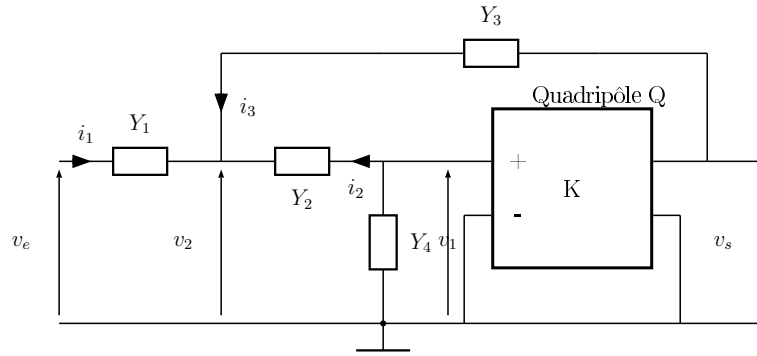 Y₃
Quadripôle Q
i₃
i₁
Y₁
+
i₂
Y₂
K
-
vₑ
v₂
Y₄
v₁
vₛ